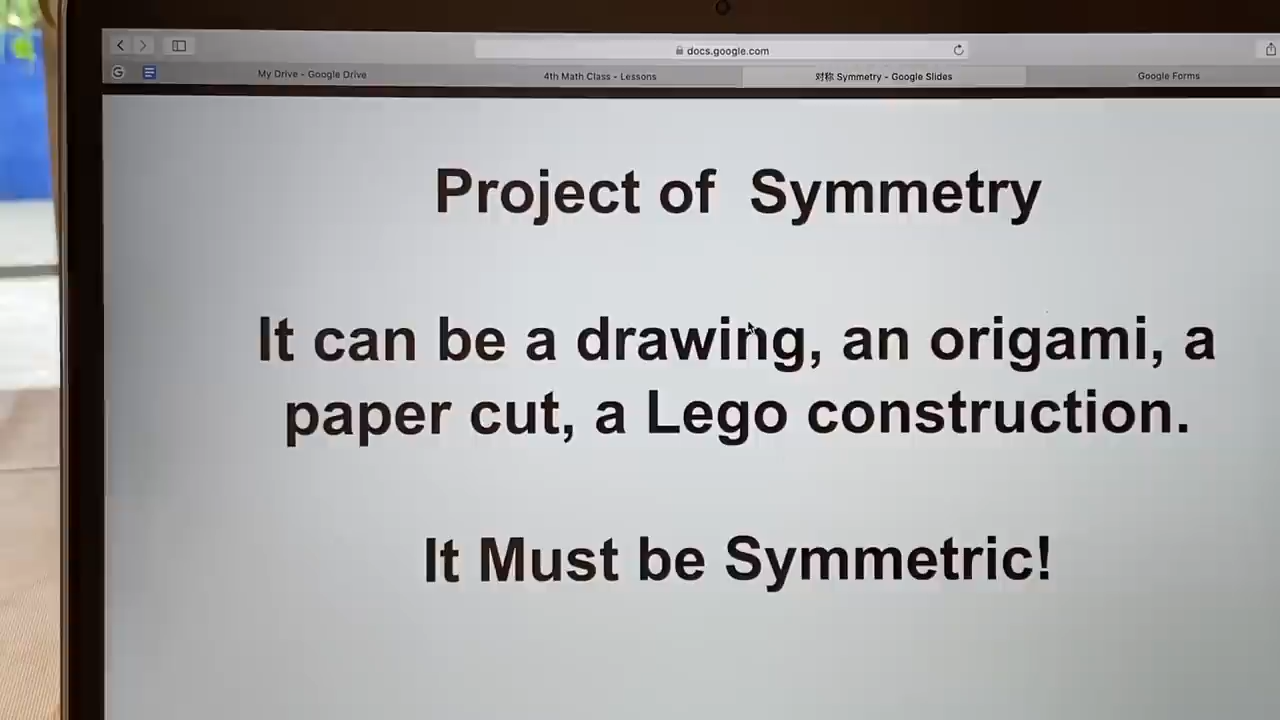 docs.google.com
My Drive - Google Drive
4th Math Class - Lessons
对称 Symmetry - Google Slides
Google Forms
Project of Symmetry
It can be a drawing, an origami, a
paper cut, a Lego construction.
It Must be Symmetric!